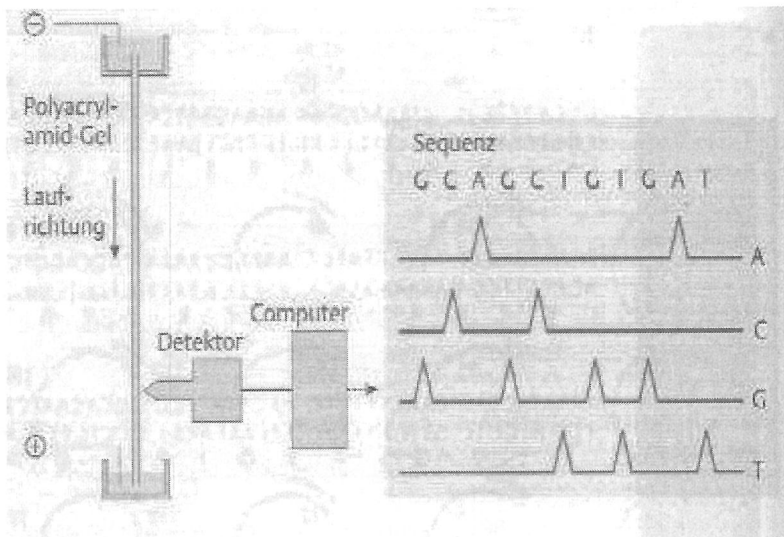 ⊖
Polyacryl-
amid-Gel
Lauf-
richtung
⊕
Detektor
Computer
Sequenz
G C A G C T G T G A T
A
C
G
T